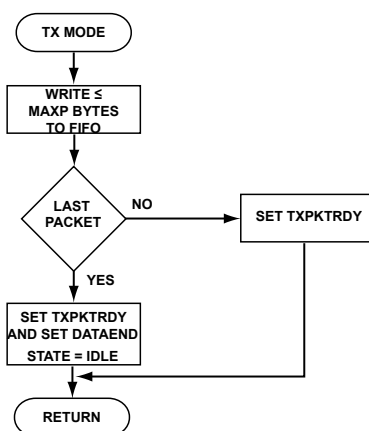 TX MODE
WRITE ≤
MAXP BYTES
TO FIFO
LAST
PACKET
NO
SET TXPKTRDY
YES
SET TXPKTRDY
AND SET DATAEND
STATE = IDLE
RETURN